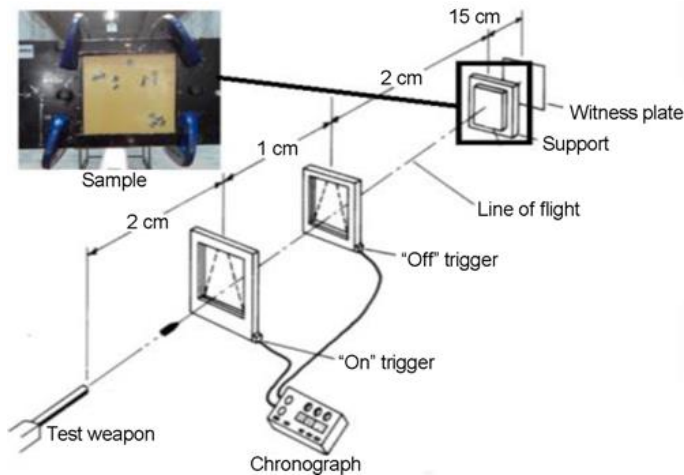 15 cm
2 cm
Witness plate
Support
1 cm
Sample
Line of flight
2 cm
“Off” trigger
“On” trigger
Test weapon
Chronograph